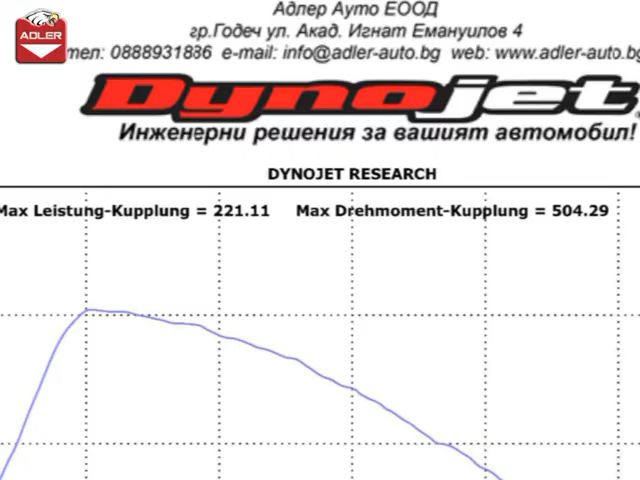 Адлер Ауто ЕООД
гр.Годеч ул. Акад. Игнат Емануилов 4
тел: 0888931886 e-mail: info@adler-auto.bg web: www.adler-auto.bg
ADLER
Dynojet
Инженерни решения за вашият автомобил!
DYNOJET RESEARCH
Max Leistung-Kupplung = 221.11 Max Drehmoment-Kupplung = 504.29